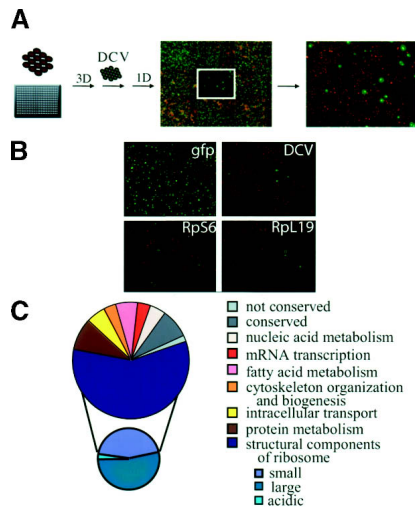 A
DCV
3D
1D
B
gfp
DCV
RpS6
RpL19
C
not conserved
conserved
nucleic acid metabolism
mRNA transcription
fatty acid metabolism
cytoskeleton organization
and biogenesis
intracellular transport
protein metabolism
structural components
of ribosome
small
large
acidic